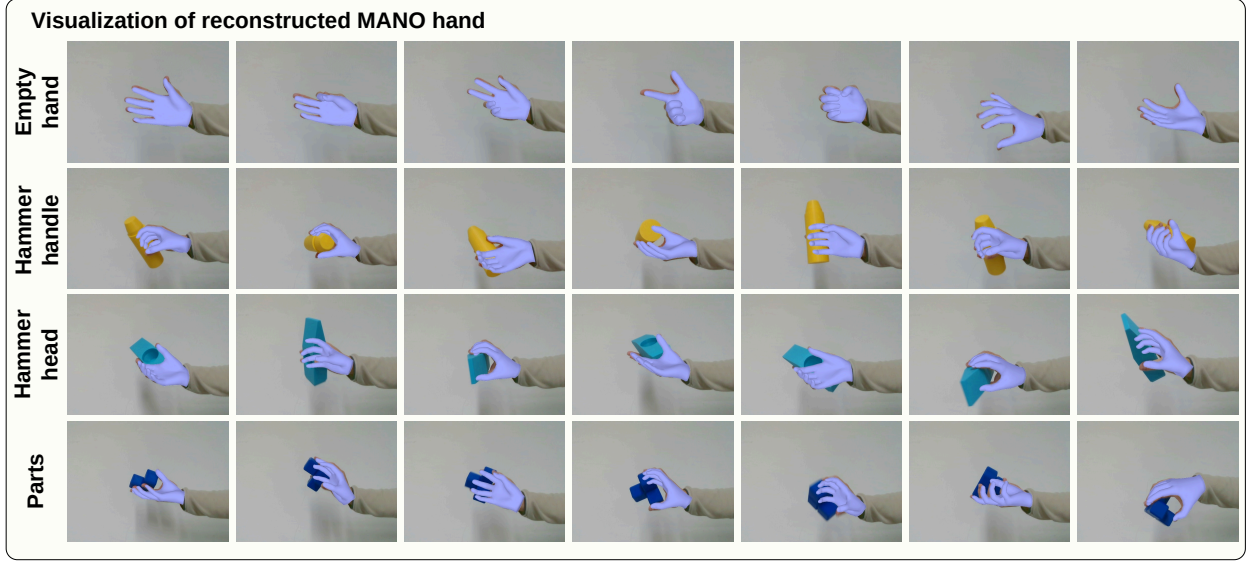 Visualization of reconstructed MANO hand
Empty
hand
Hammer
handle
Hammer
head
Parts